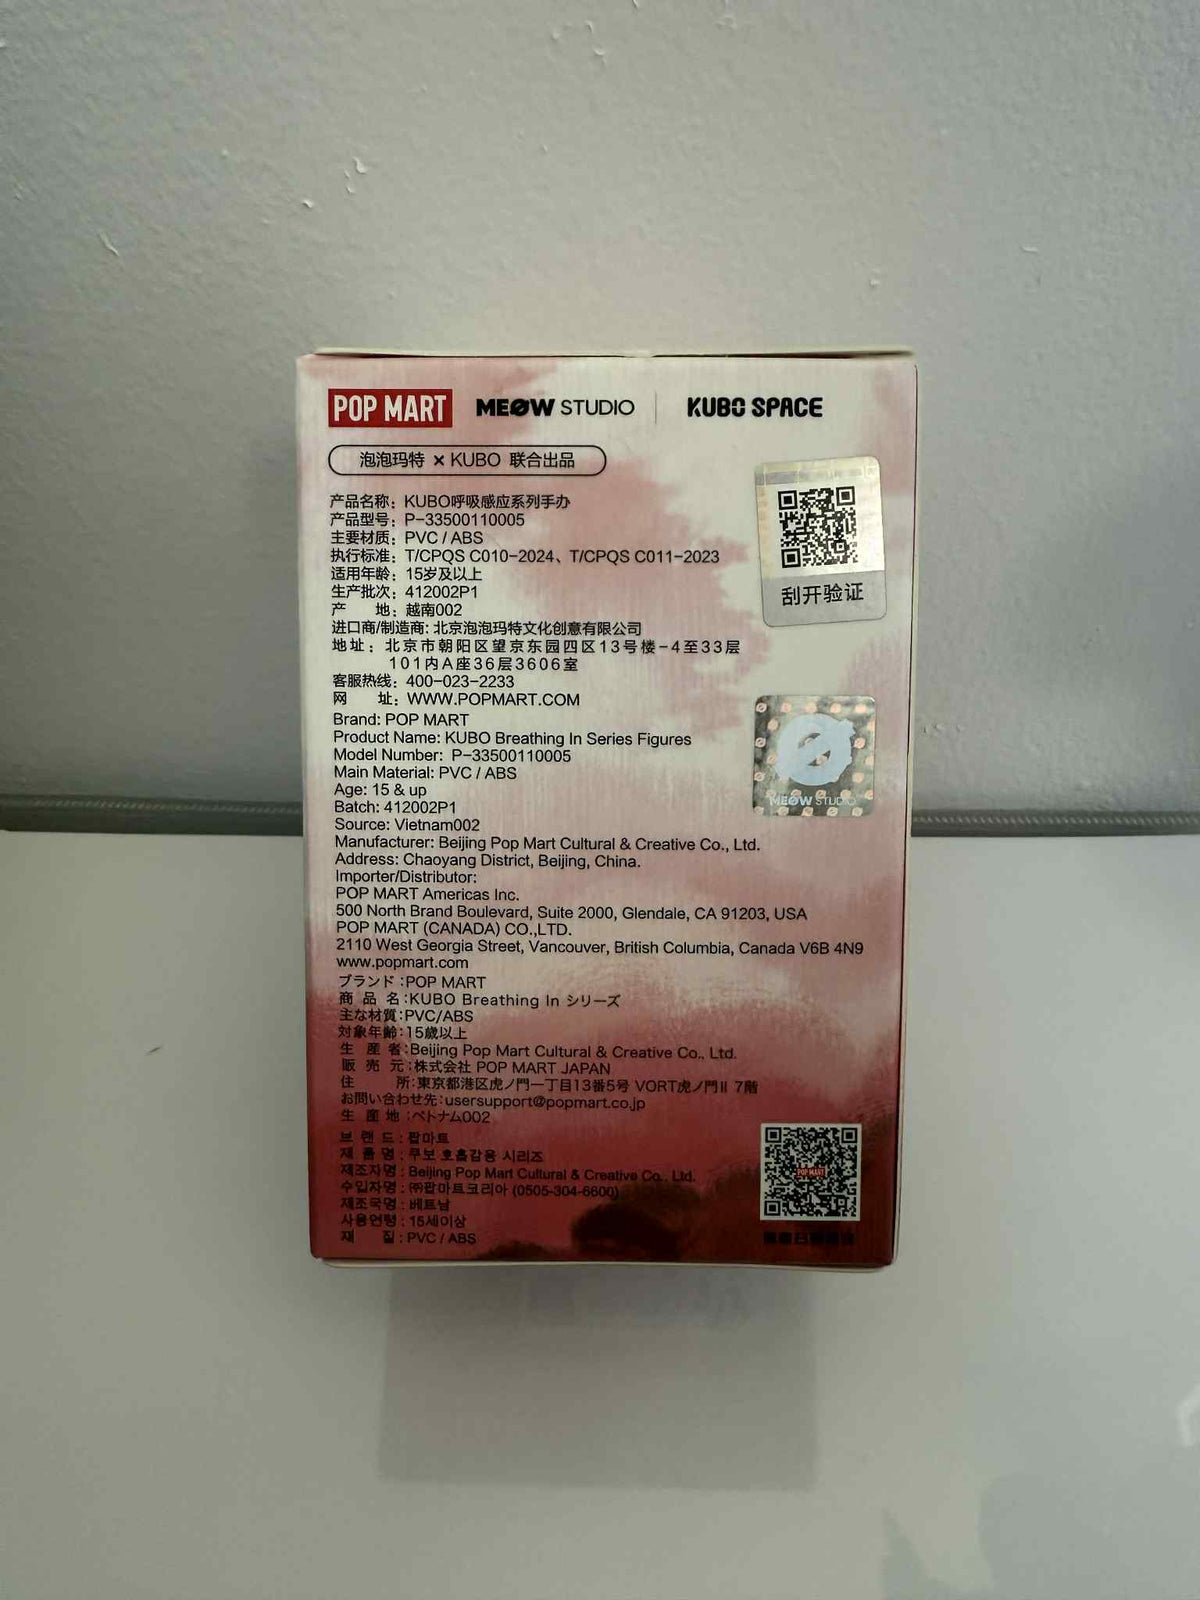 POP MART MEØW STUDIO KUBO SPACE
泡泡玛特 × KUBO 联合出品
产品名称：KUBO呼吸感应系列手办
产品型号：P-33500110005
主要材质：PVC / ABS
执行标准：T/CPQS C010-2024、T/CPQS C011-2023
适用年龄：15岁及以上
生产批次：412002P1
产 地：越南002
进口商/制造商: 北京泡泡玛特文化创意有限公司
地址：北京市朝阳区望京东园四区13号楼-4至33层
101内A座36层3606室
客服热线：400-023-2233
网 址：WWW.POPMART.COM
刮开验证
MEØW STUDIO
Brand: POP MART
Product Name: KUBO Breathing In Series Figures
Model Number: P-33500110005
Main Material: PVC / ABS
Age: 15 & up
Batch: 412002P1
Source: Vietnam002
Manufacturer: Beijing Pop Mart Cultural & Creative Co., Ltd.
Address: Chaoyang District, Beijing, China.
Importer/Distributor:
POP MART Americas Inc.
500 North Brand Boulevard, Suite 2000, Glendale, CA 91203, USA
POP MART (CANADA) CO.,LTD.
2110 West Georgia Street, Vancouver, British Columbia, Canada V6B 4N9
www.popmart.com
ブランド:POP MART
商 品 名:KUBO Breathing In シリーズ
主な材質:PVC/ABS
対象年齢:15歳以上
生 産 者:Beijing Pop Mart Cultural & Creative Co., Ltd.
販 売 元:株式会社 POP MART JAPAN
住 所:東京都港区虎ノ門一丁目13番5号 VORT虎ノ門II 7階
お問い合わせ先:usersupport@popmart.co.jp
生 産 地:ベトナム002
브 랜 드 : 팝마트
제 품 명 : 쿠보 호흡감응 시리즈
제조자명 : Beijing Pop Mart Cultural & Creative Co., Ltd.
수입자명 : ㈜팝마트코리아 (0505-304-6600)
제조국명 : 베트남
사용연령 : 15세이상
재 질 : PVC / ABS
POP MART